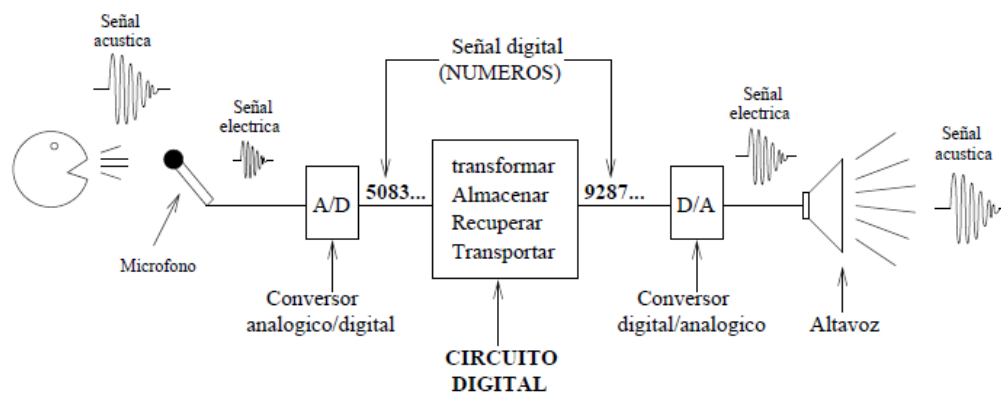 Señal
acustica
Señal
electrica
Microfono
A/D
Conversor
analogico/digital
5083...
Señal digital
(NUMEROS)
transformar
Almacenar
Recuperar
Transportar
CIRCUITO
DIGITAL
9287...
D/A
Conversor
digital/analogico
Señal
electrica
Altavoz
Señal
acustica